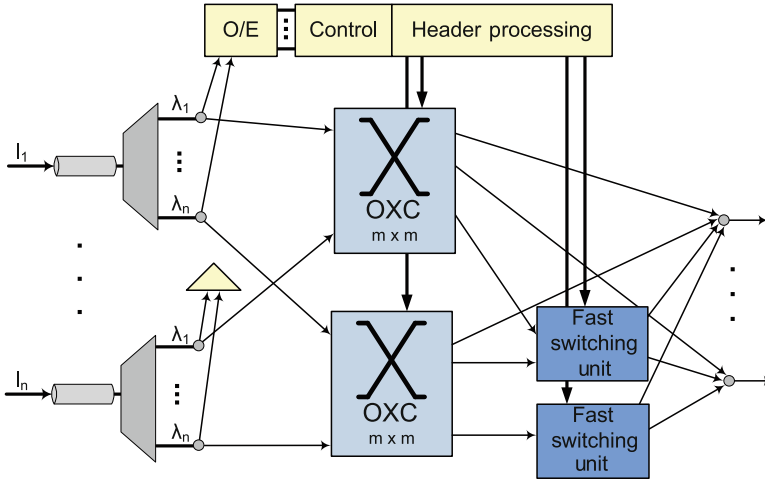 O/E
Control
Header processing
λ1
I1
λn
OXC
m x m
λ1
In
λn
OXC
m x m
Fast
switching
unit
Fast
switching
unit